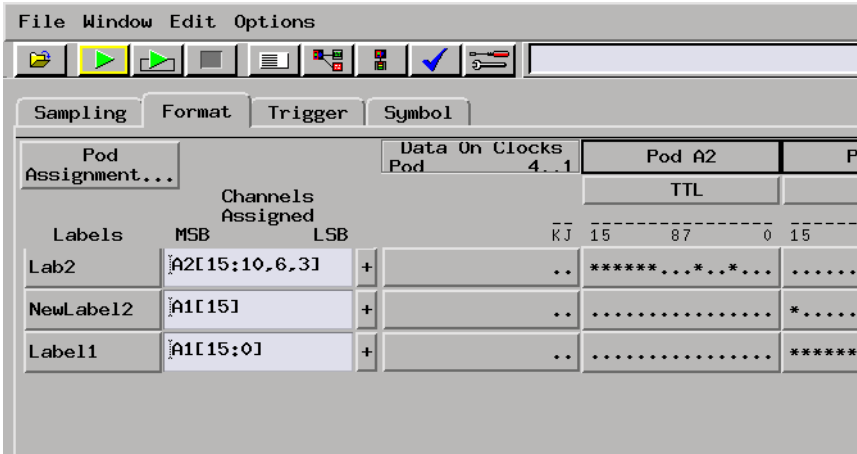 File Window Edit Options
Sampling Format Trigger Symbol
Pod Assignment...
Data On Clocks
Pod 4..1
Pod A2
P
TTL
Channels
Assigned
Labels MSB LSB
KJ 15 87 0 15
Lab2 A2[15:10,6,3] + .. ******...*..*... ......
NewLabel2 A1[15] + .. ................ *.....
Label1 A1[15:0] + .. ................ ******